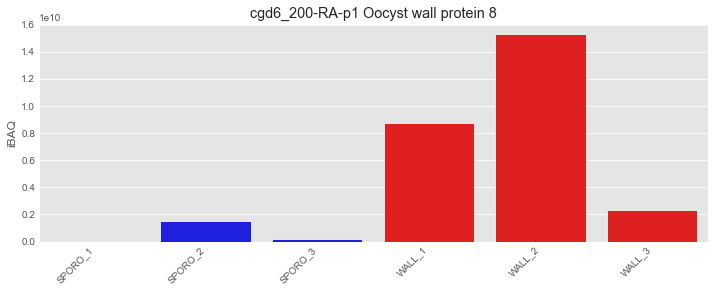 cgd6_200-RA-p1 Oocyst wall protein 8
1e10
1.6
1.4
1.2
1.0
0.8
0.6
0.4
0.2
0.0
iBAQ
SPORO_1
SPORO_2
SPORO_3
WALL_1
WALL_2
WALL_3